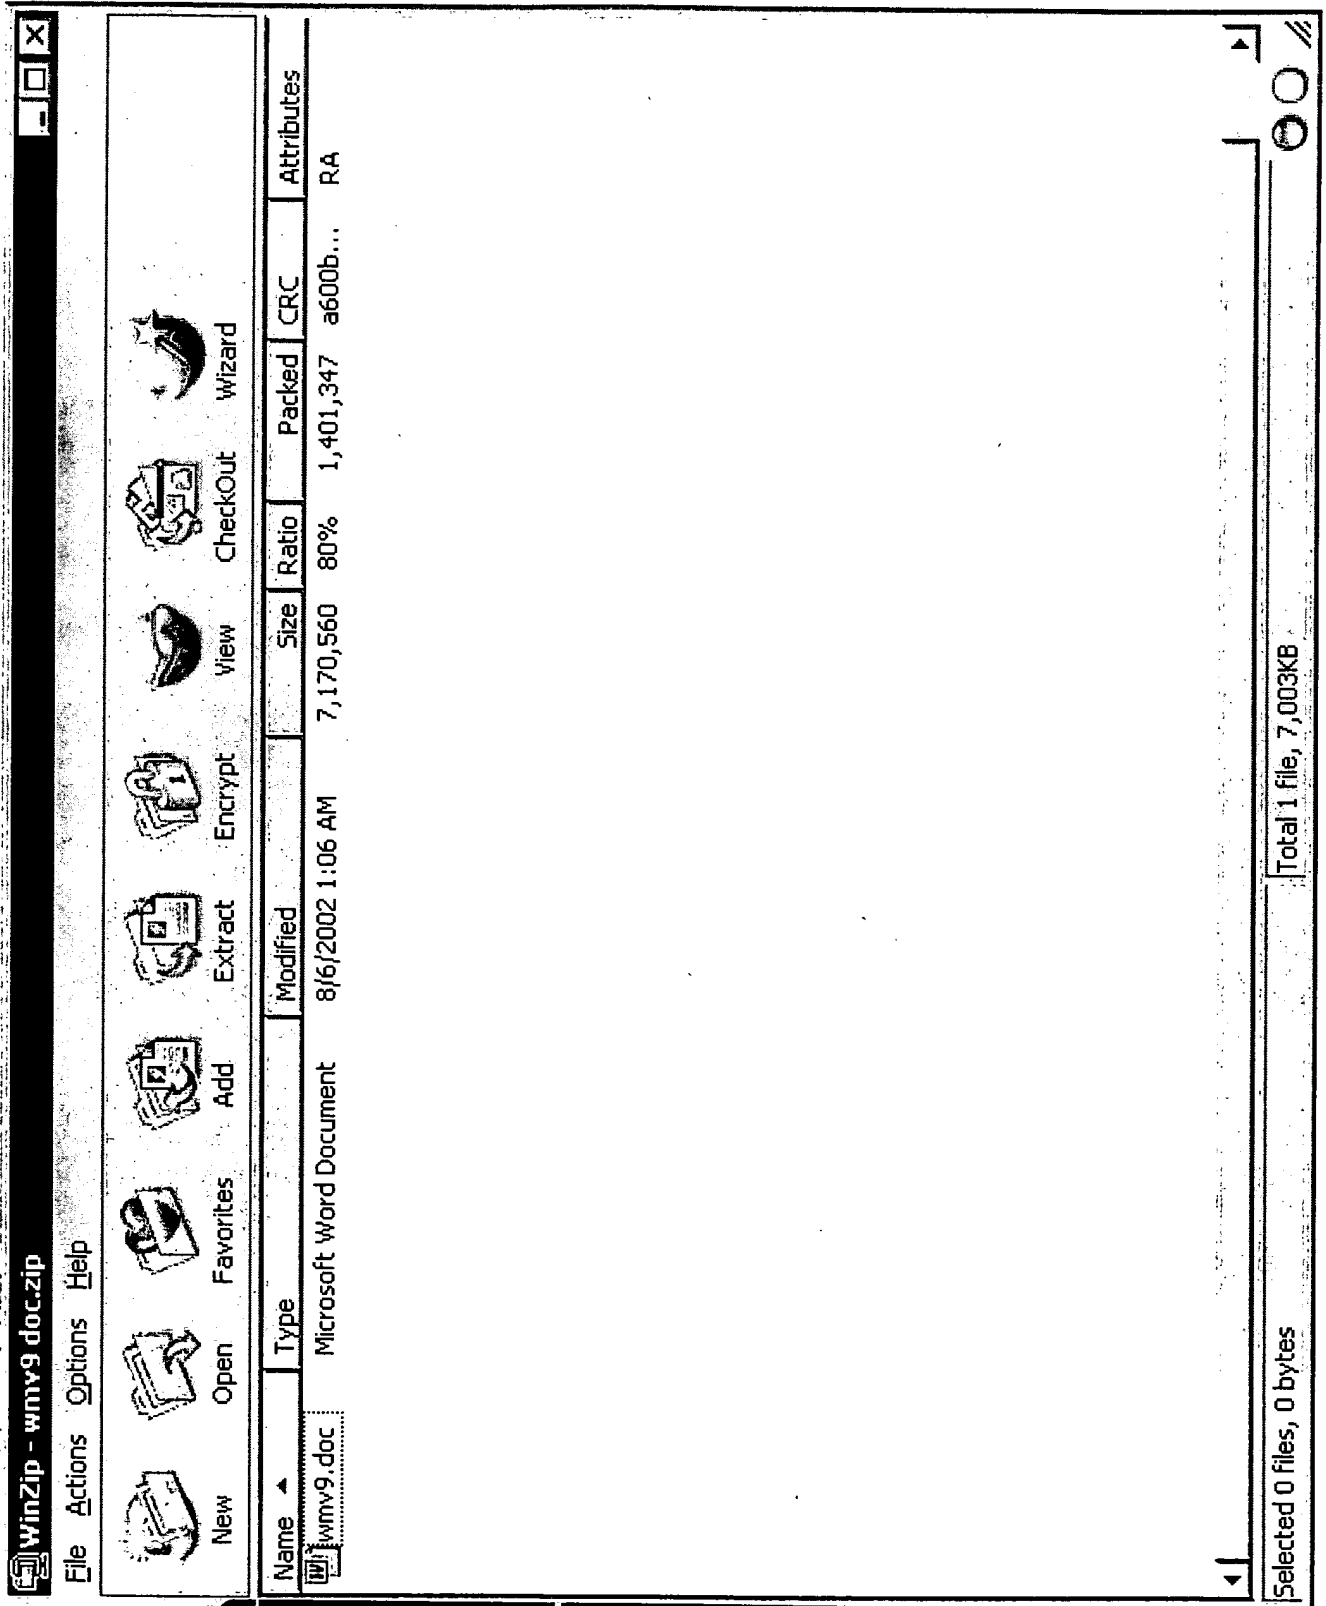 WinZip - wmv9 doc.zip
File Actions Options Help
New Open Favorites Add Extract Encrypt View CheckOut Wizard
Name Type Modified Size Ratio Packed CRC Attributes
wmv9.doc Microsoft Word Document 8/6/2002 1:06 AM 7,170,560 80% 1,401,347 a600b... RA
Selected 0 files, 0 bytes Total 1 file, 7,003KB